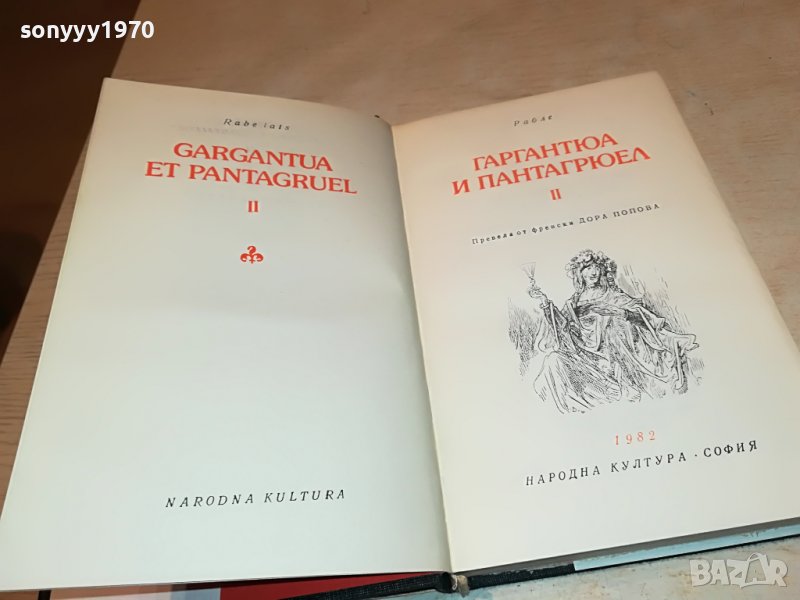 sonyyy1970
Rabelais
GARGANTUA
ET PANTAGRUEL
II
NARODNA KULTURA
Рабле
ГАРГАНТЮА
И ПАНТАГРЮЕЛ
II
Превела от френски ДОРА ПОПОВА
1982
НАРОДНА КУЛТУРА · СОФИЯ
BAZAR